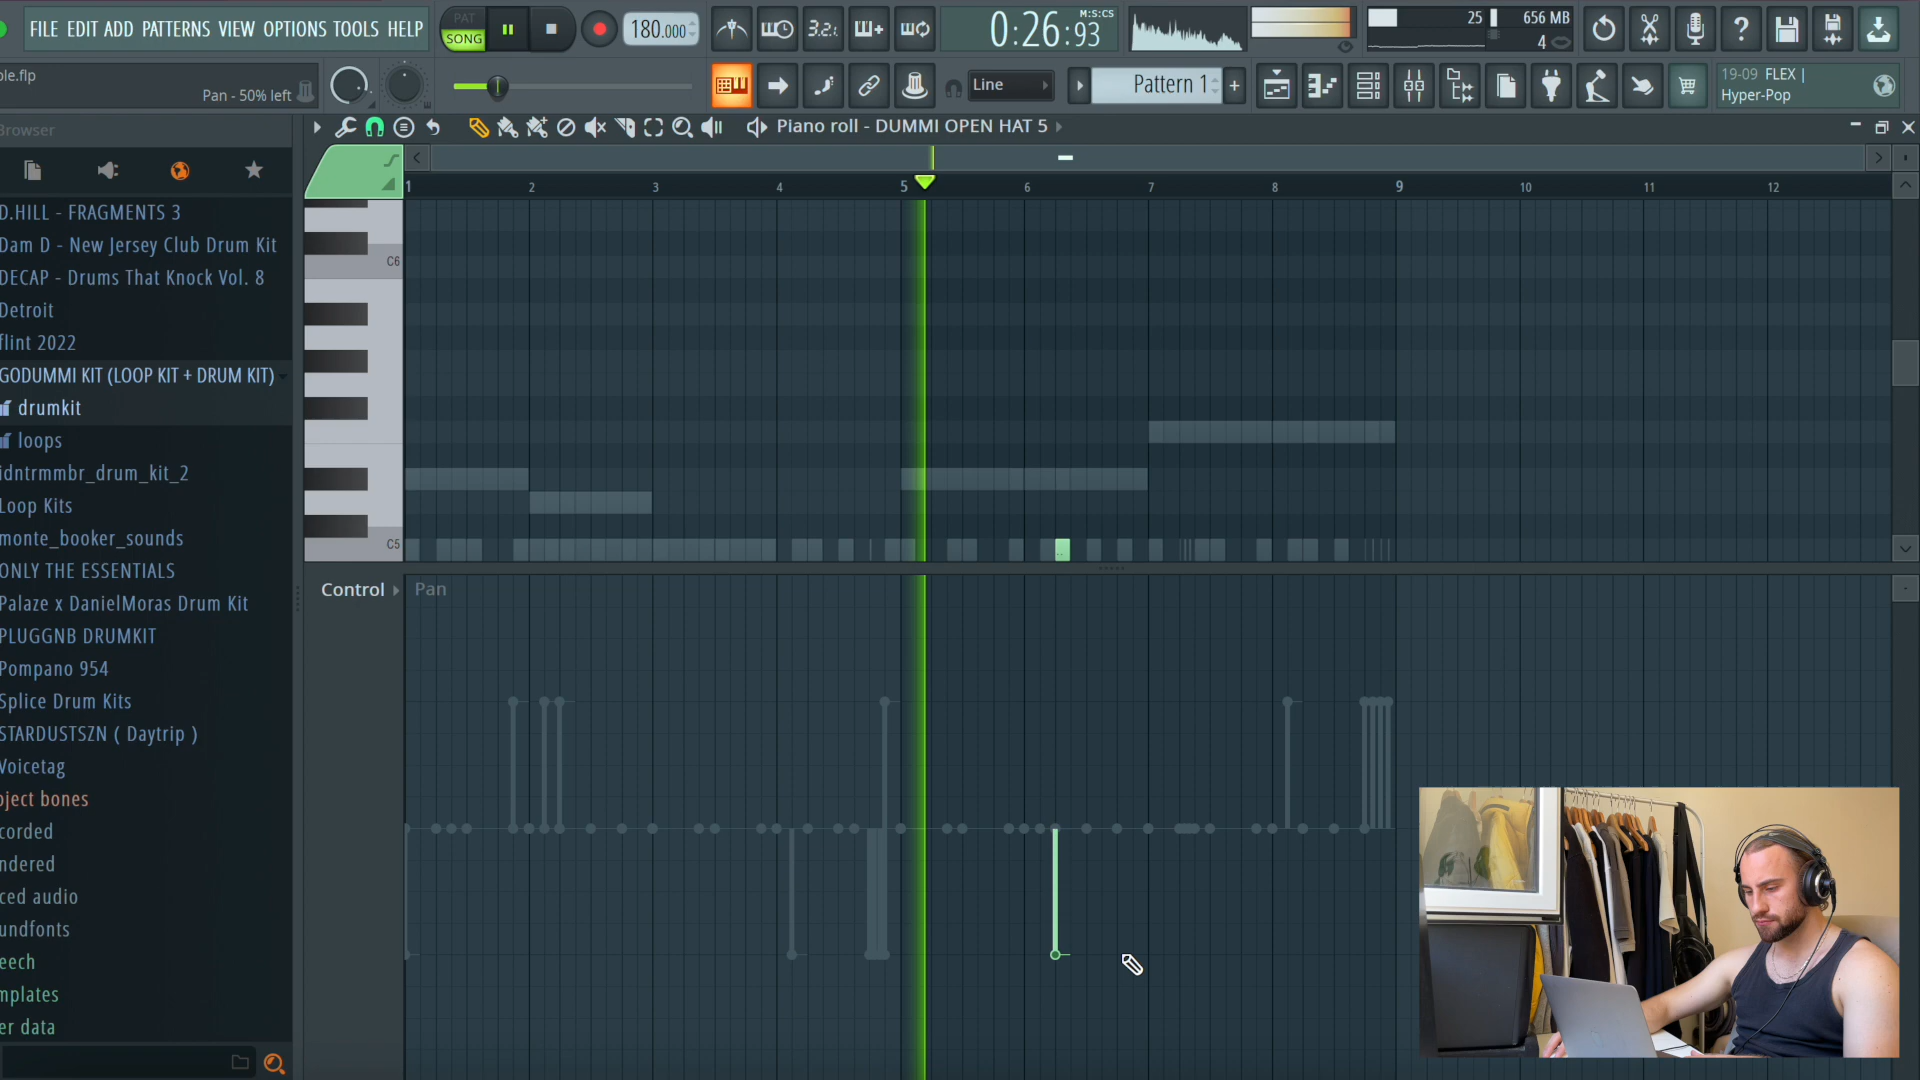 FILE EDIT ADD PATTERNS VIEW OPTIONS TOOLS HELP
PAT
SONG
180.000
3.2.
0:26:93
M:S:CS
25
656 MB
4
le.flp
Pan - 50% left
Line
Pattern 1
19-09 FLEX |
Hyper-Pop
Browser
Piano roll - DUMMI OPEN HAT 5
1 2 3 4 5 6 7 8 9 10 11 12
D.HILL - FRAGMENTS 3
Dam D - New Jersey Club Drum Kit
DECAP - Drums That Knock Vol. 8
Detroit
flint 2022
GODUMMI KIT (LOOP KIT + DRUM KIT)
drumkit
loops
idntrmmbr_drum_kit_2
Loop Kits
monte_booker_sounds
ONLY THE ESSENTIALS
Palaze x DanielMoras Drum Kit
PLUGGNB DRUMKIT
Pompano 954
Splice Drum Kits
STARDUSTSZN ( Daytrip )
Voicetag
oject bones
corded
ndered
ced audio
undfonts
eech
mplates
er data
C6
C5
Control
Pan